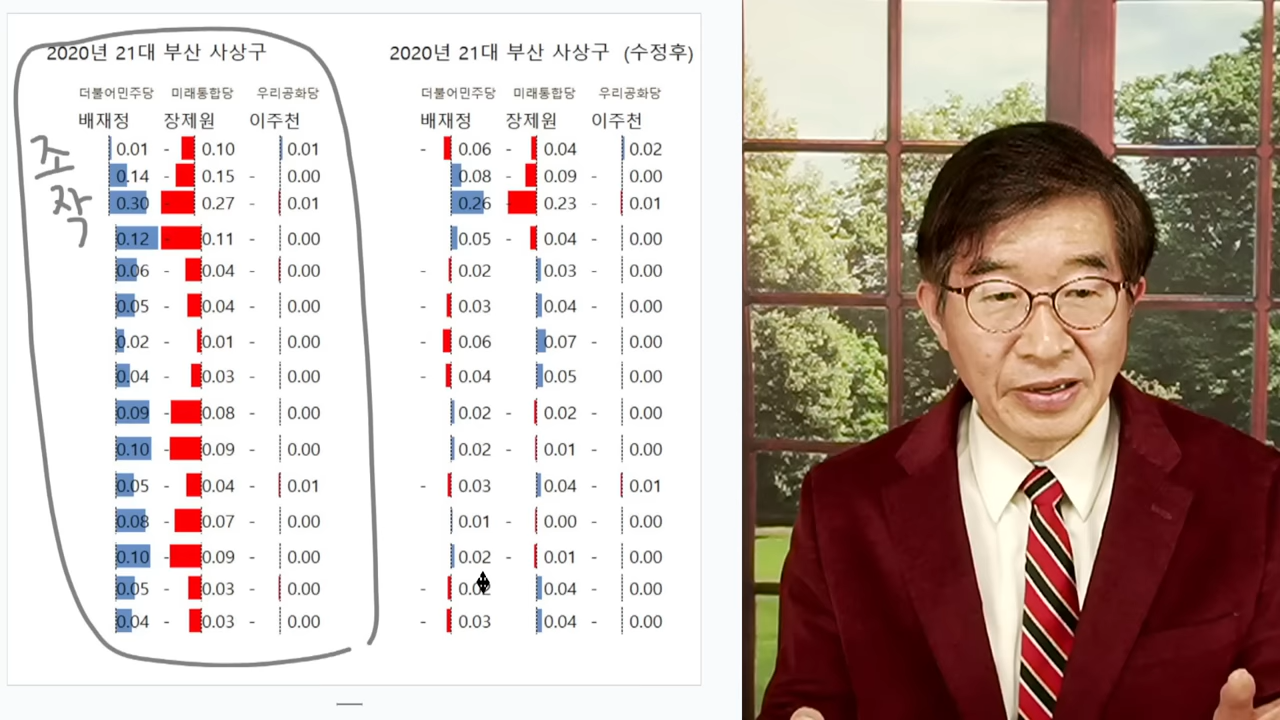 2020년 21대 부산 사상구
더불어민주당 미래통합당 우리공화당
배재정 장제원 이주천
0.01 - 0.10 0.01
0.14 - 0.15 - 0.00
0.30 - 0.27 - 0.01
0.12 - 0.11 - 0.00
0.06 - 0.04 - 0.00
0.05 - 0.04 - 0.00
0.02 - 0.01 - 0.00
0.04 - 0.03 - 0.00
0.09 - 0.08 - 0.00
0.10 - 0.09 - 0.00
0.05 - 0.04 - 0.01
0.08 - 0.07 - 0.00
0.10 - 0.09 - 0.00
0.05 - 0.03 - 0.00
0.04 - 0.03 - 0.00
조
작
2020년 21대 부산 사상구 (수정후)
더불어민주당 미래통합당 우리공화당
배재정 장제원 이주천
- 0.06 - 0.04 0.02
0.08 - 0.09 - 0.00
0.26 - 0.23 - 0.01
0.05 - 0.04 - 0.00
- 0.02 0.03 - 0.00
- 0.03 0.04 - 0.00
- 0.06 0.07 - 0.00
- 0.04 0.05 - 0.00
0.02 - 0.02 - 0.00
0.02 - 0.01 - 0.00
- 0.03 0.04 - 0.01
0.01 - 0.00 - 0.00
0.02 - 0.01 - 0.00
- 0.02 0.04 - 0.00
- 0.03 0.04 - 0.00